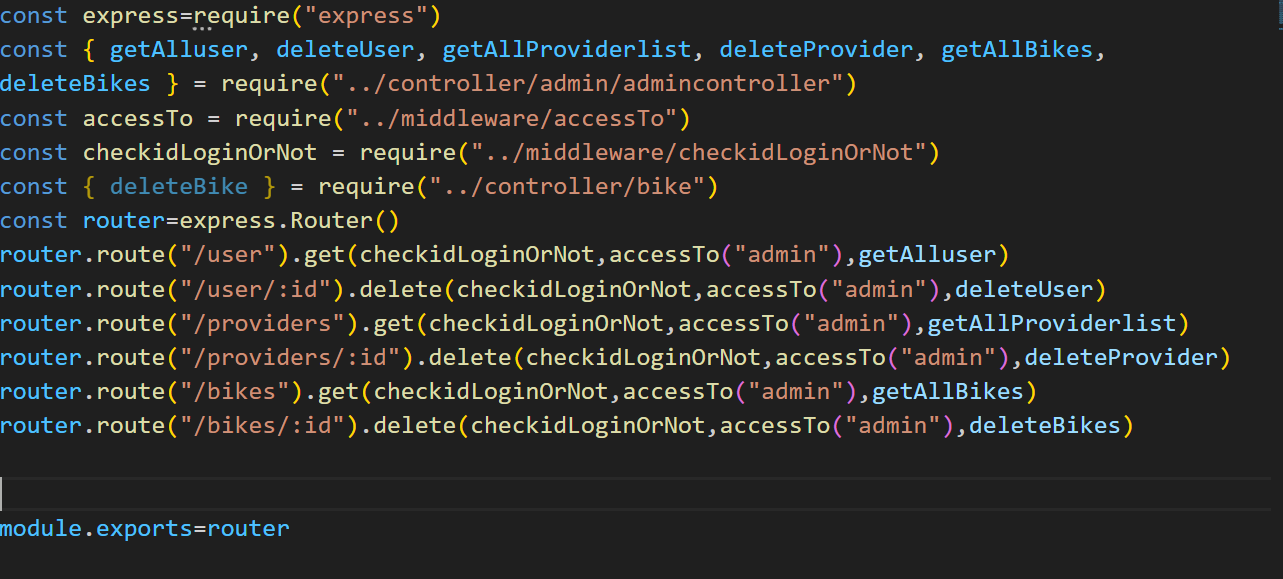 const express=require("express")
const { getAlluser, deleteUser, getAllProviderlist, deleteProvider, getAllBikes,
deleteBikes } = require("../controller/admin/admincontroller")
const accessTo = require("../middleware/accessTo")
const checkidLoginOrNot = require("../middleware/checkidLoginOrNot")
const { deleteBike } = require("../controller/bike")
const router=express.Router()
router.route("/user").get(checkidLoginOrNot,accessTo("admin"),getAlluser)
router.route("/user/:id").delete(checkidLoginOrNot,accessTo("admin"),deleteUser)
router.route("/providers").get(checkidLoginOrNot,accessTo("admin"),getAllProviderlist)
router.route("/providers/:id").delete(checkidLoginOrNot,accessTo("admin"),deleteProvider)
router.route("/bikes").get(checkidLoginOrNot,accessTo("admin"),getAllBikes)
router.route("/bikes/:id").delete(checkidLoginOrNot,accessTo("admin"),deleteBikes)
module.exports=router